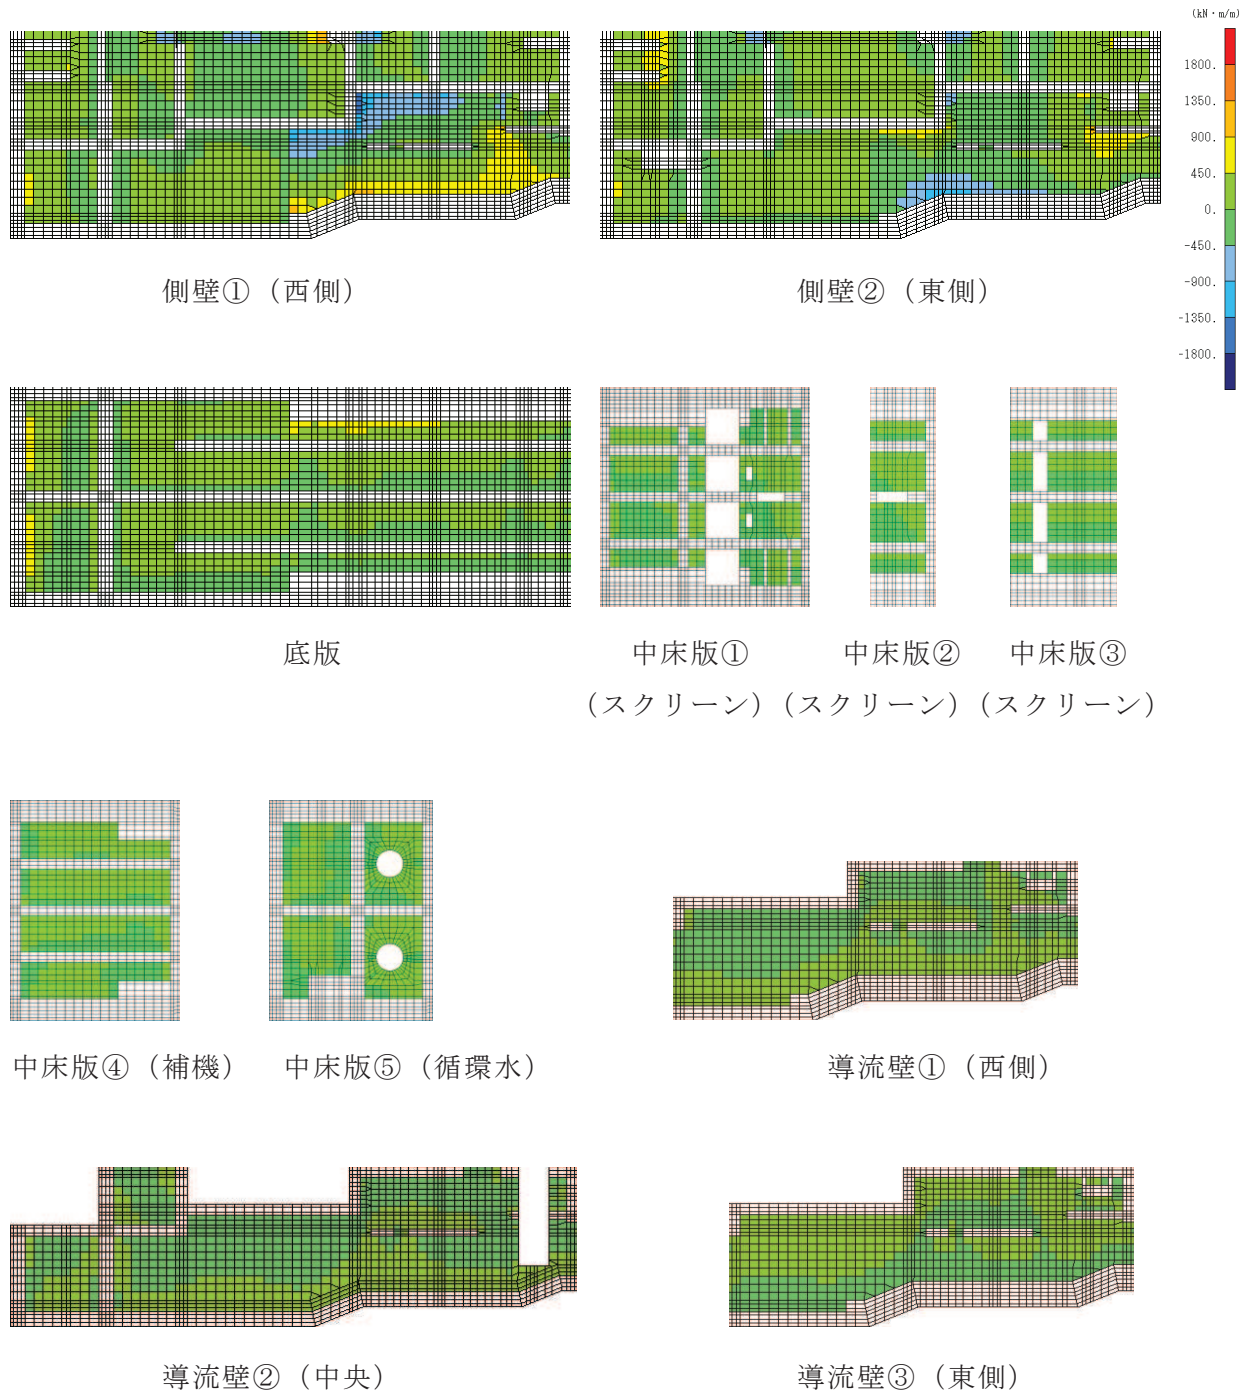 (kN・m/m)
1800.
1350.
900.
450.
0.
-450.
-900.
-1350.
-1800.
側壁①（西側）
側壁②（東側）
底版
中床版①
（スクリーン）
中床版②
（スクリーン）
中床版③
（スクリーン）
中床版④（補機）
中床版⑤（循環水）
導流壁①（西側）
導流壁②（中央）
導流壁③（東側）